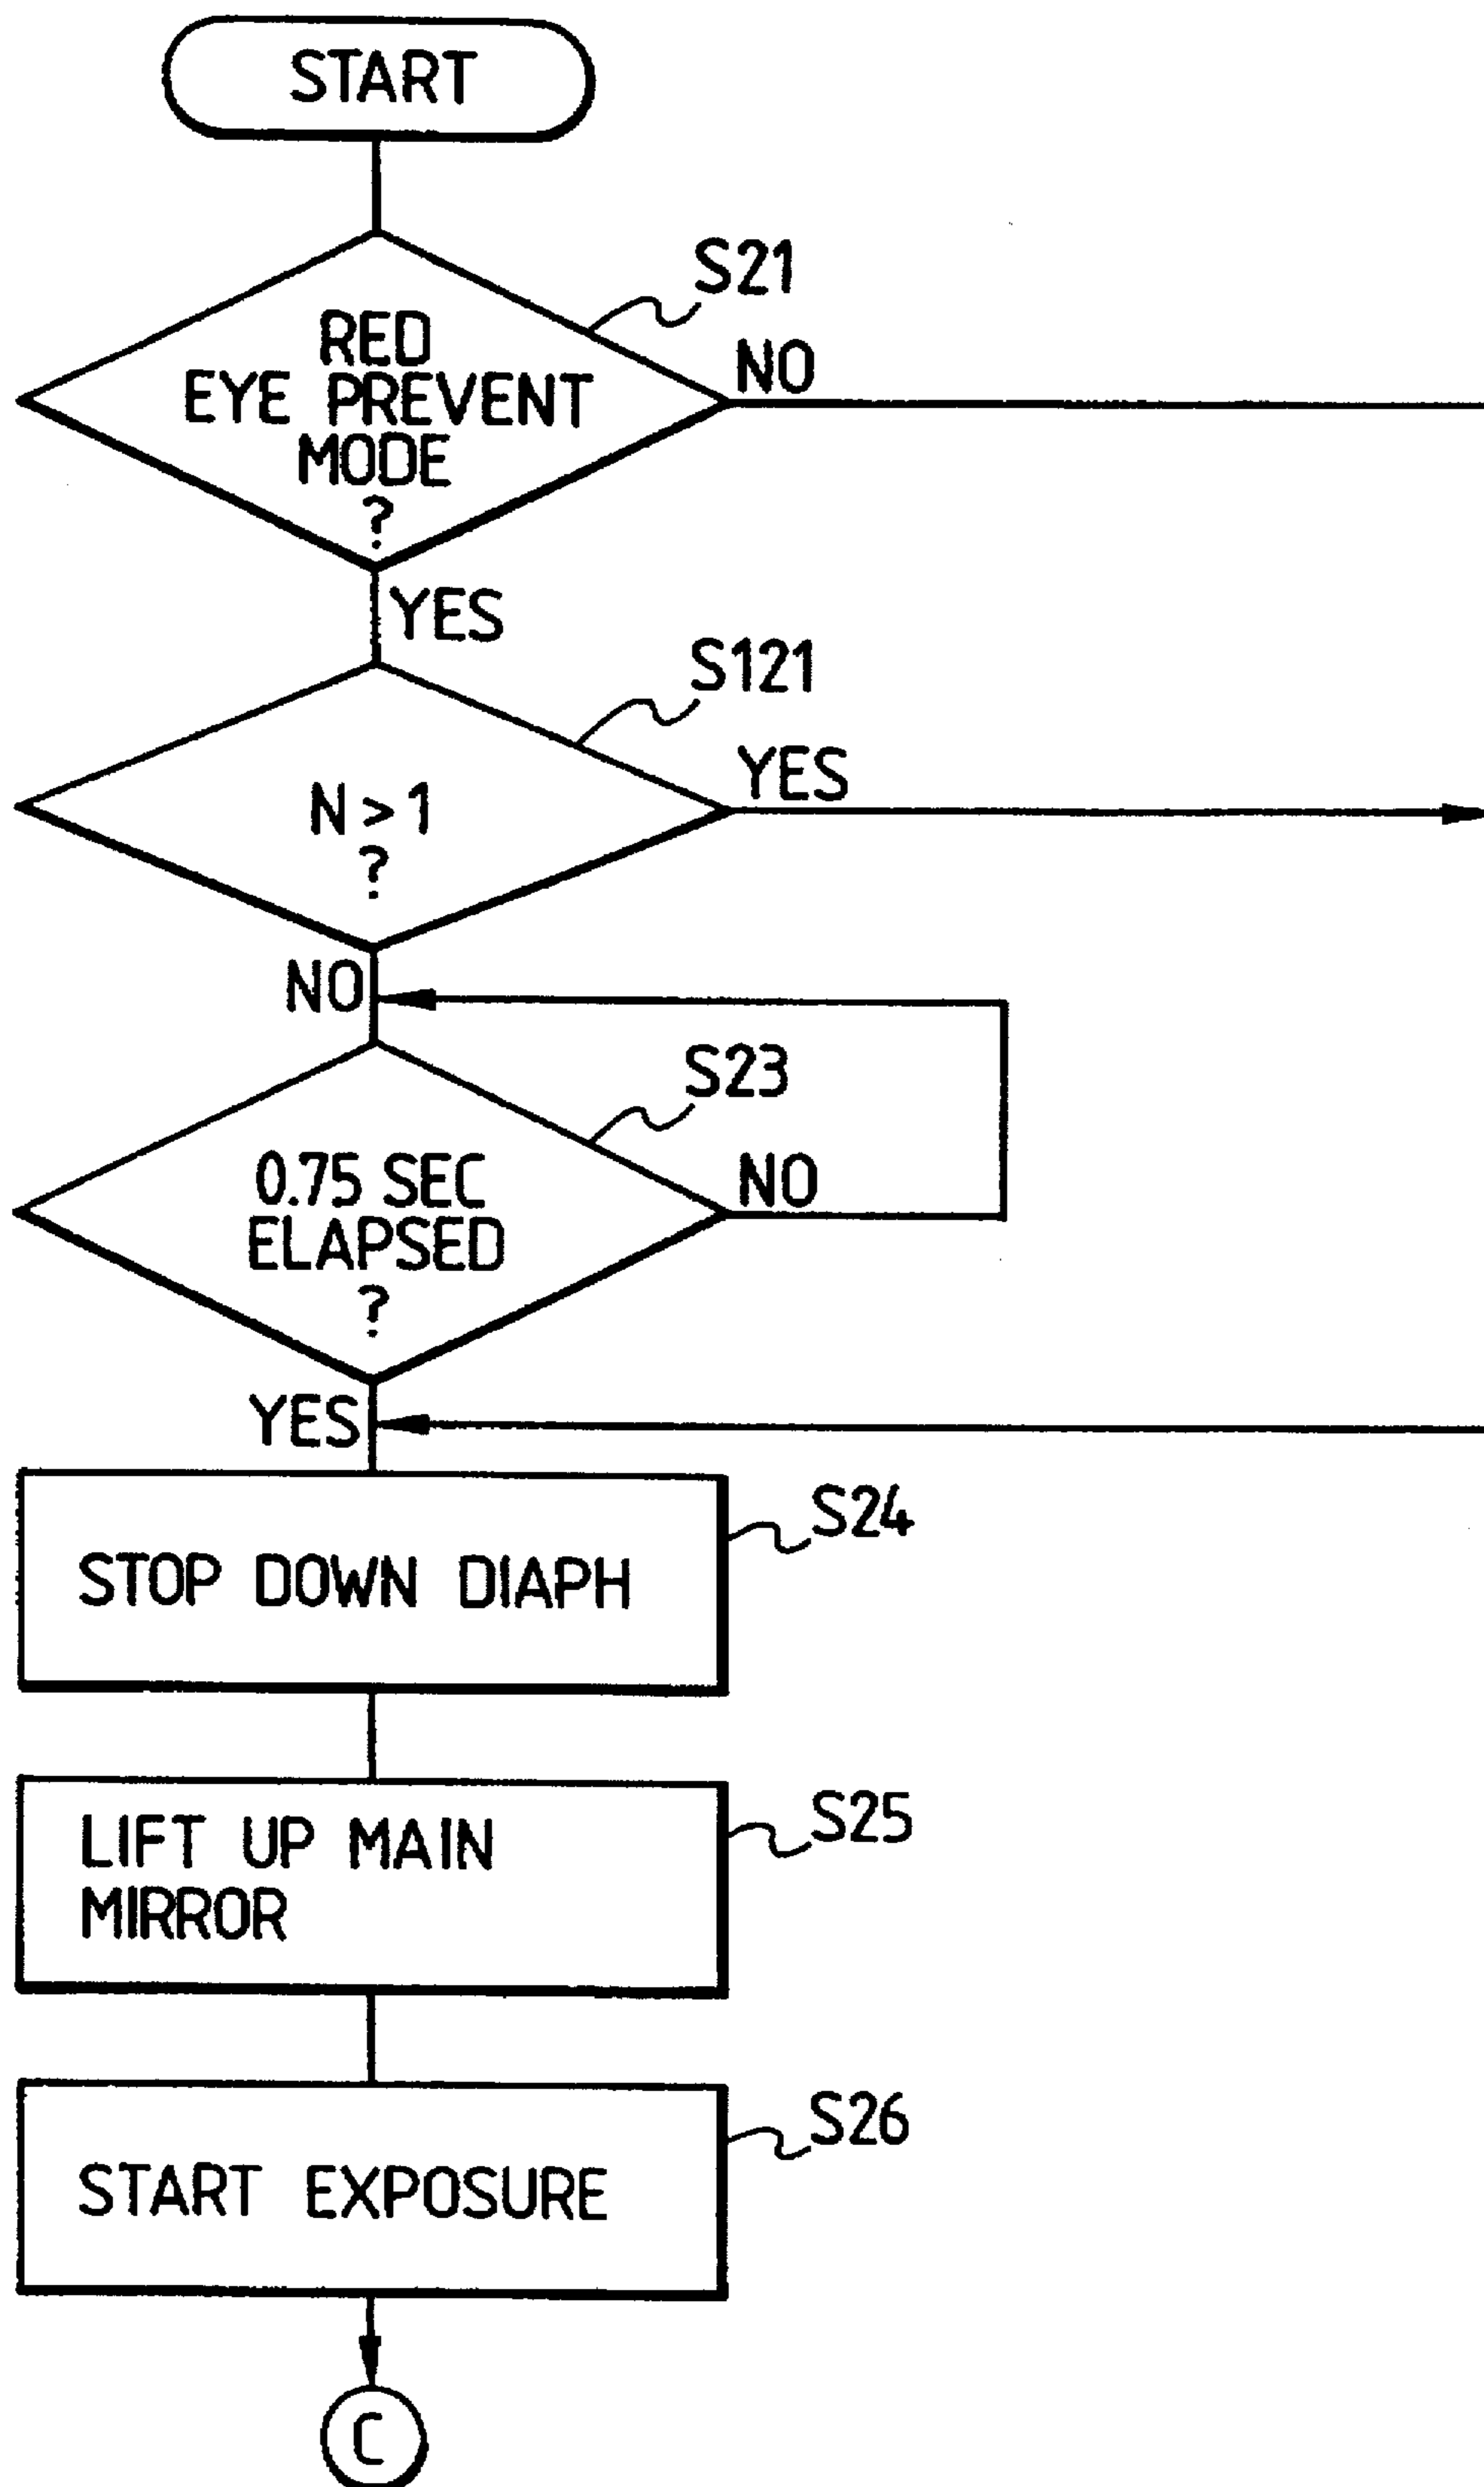 START
S21
RED
EYE PREVENT
MODE
?
NO
YES
S121
N > 1
?
YES
NO
S23
0.75 SEC
ELAPSED
?
NO
YES
S24
STOP DOWN DIAPH
S25
LIFT UP MAIN
MIRROR
S26
START EXPOSURE
C